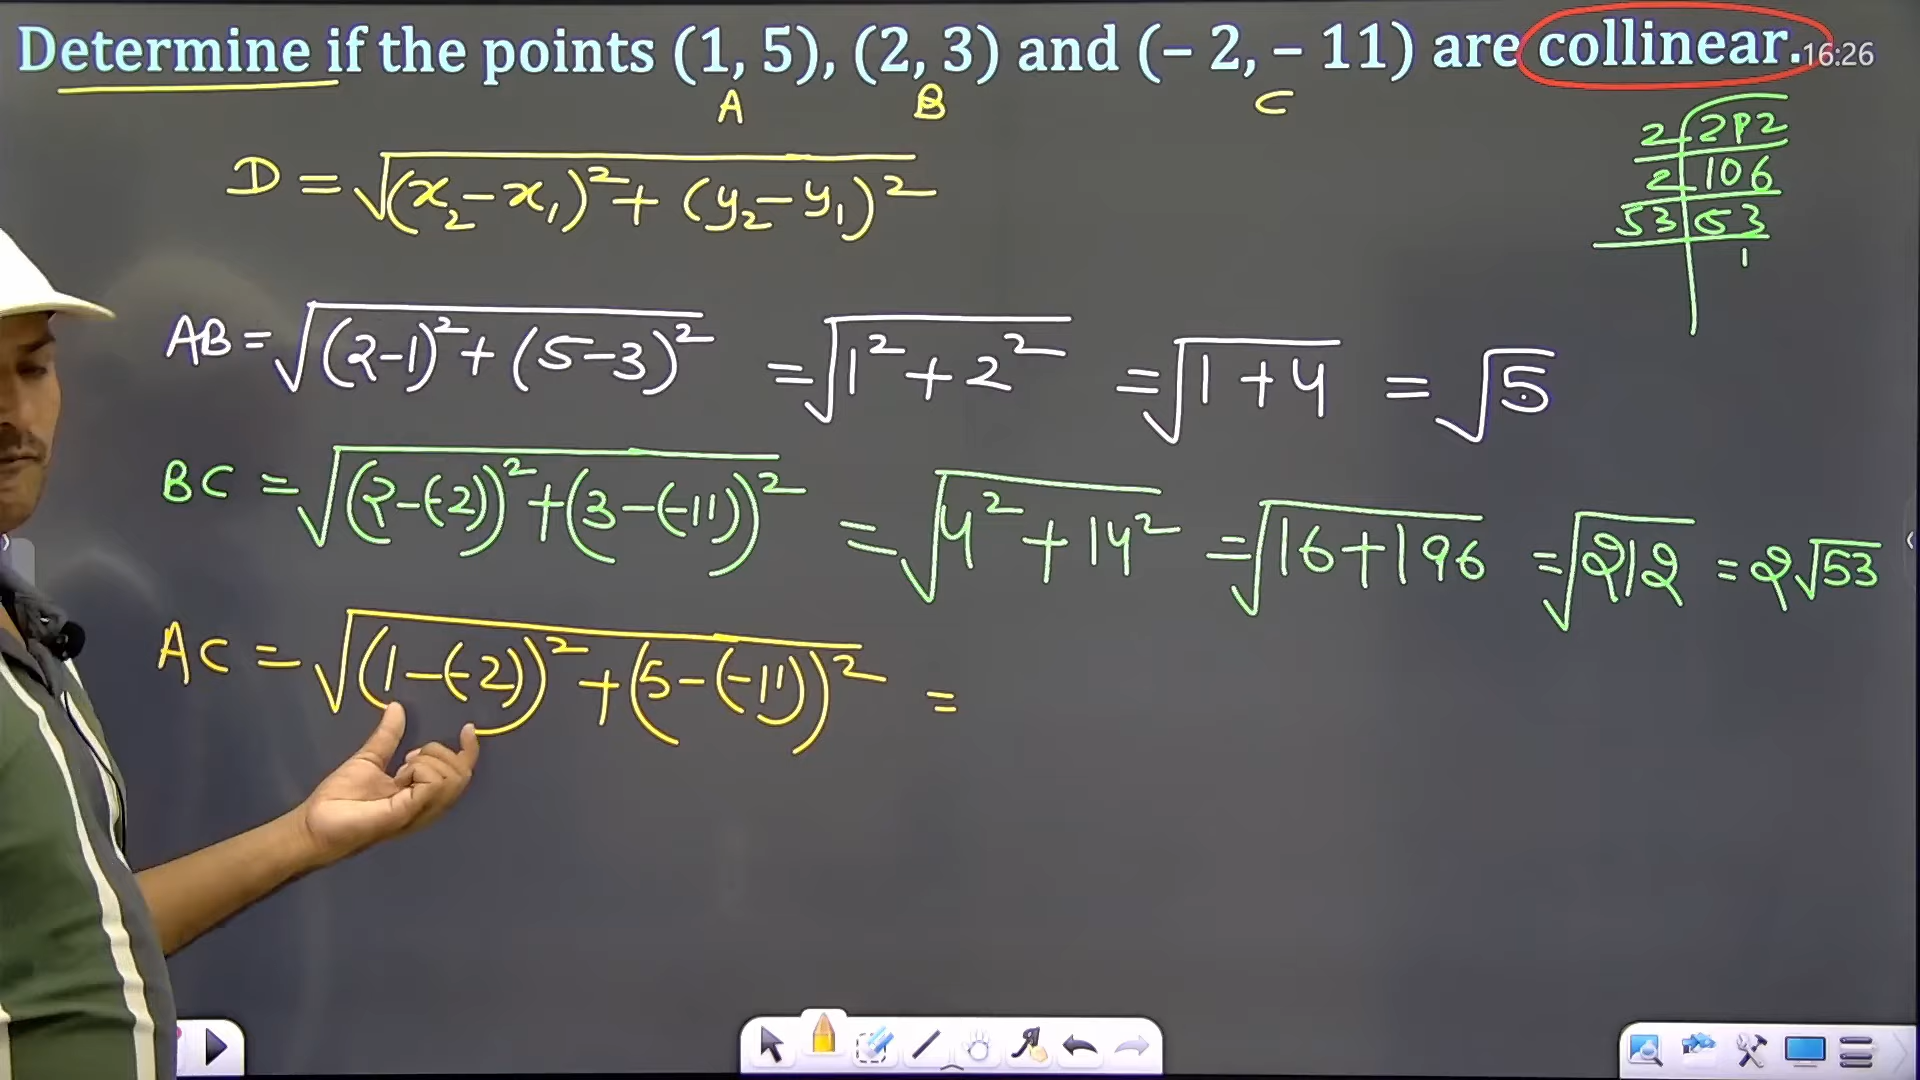 Determine if the points (1, 5), (2, 3) and (– 2, – 11) are collinear.
16:26
A B C
D = √(x₂-x₁)² + (y₂-y₁)²
2 212
2 106
53 53
1
AB = √(2-1)² + (5-3)² = √1² + 2² = √1+4 = √5
BC = √(2-(-2))² + (3-(-11))² = √4² + 14² = √16+196 = √212 = 2√53
AC = √(1-(-2))² + (5-(-11))² =